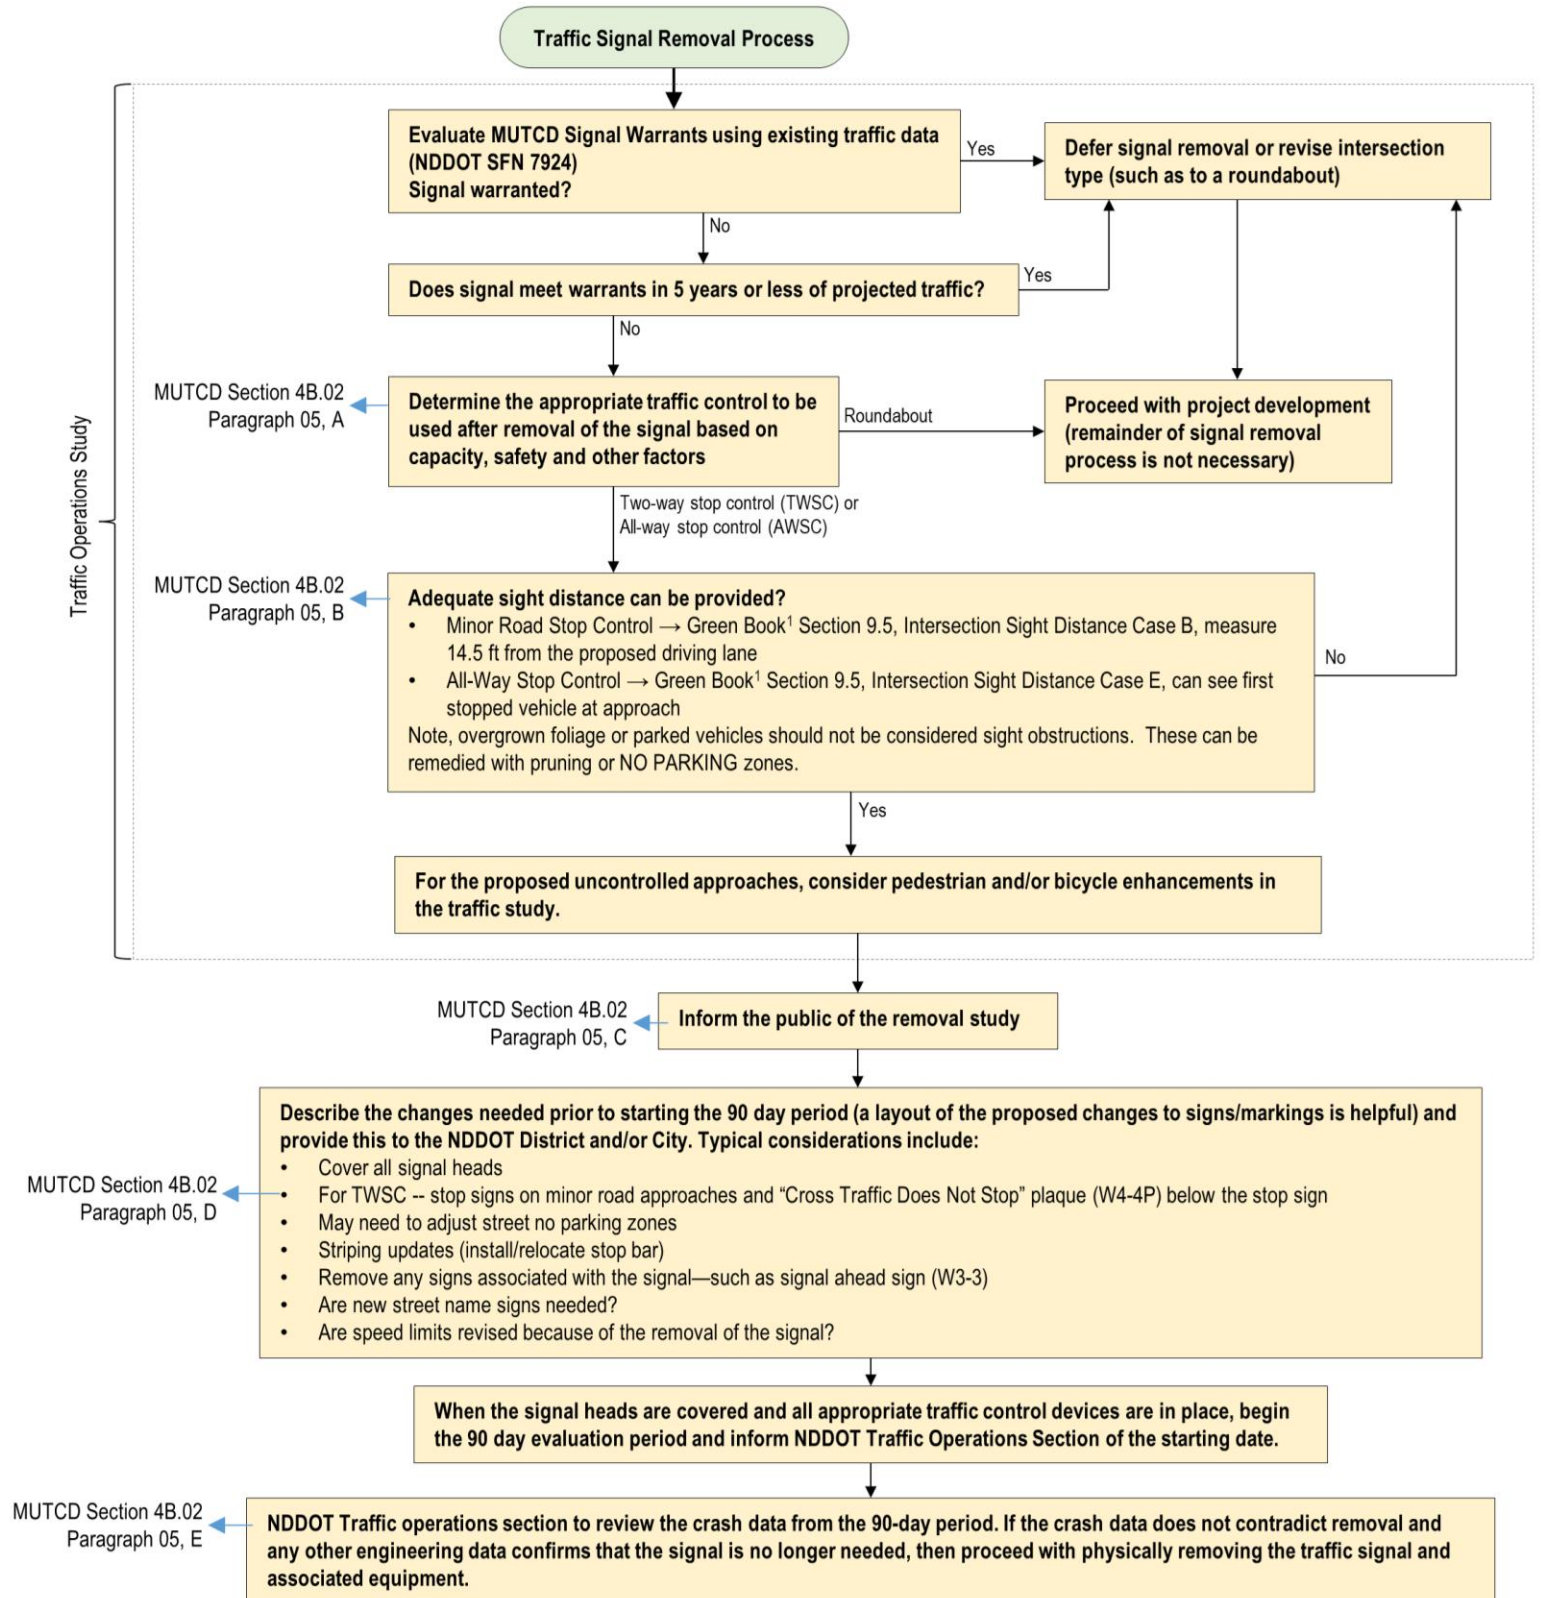 Traffic Signal Removal Process
Evaluate MUTCD Signal Warrants using existing traffic data
(NDDOT SFN 7924)
Signal warranted?
Yes
Defer signal removal or revise intersection
type (such as to a roundabout)
No
Does signal meet warrants in 5 years or less of projected traffic?
Yes
No
MUTCD Section 4B.02
Paragraph 05, A
Determine the appropriate traffic control to be
used after removal of the signal based on
capacity, safety and other factors
Roundabout
Proceed with project development
(remainder of signal removal
process is not necessary)
Two-way stop control (TWSC) or
All-way stop control (AWSC)
Traffic Operations Study
MUTCD Section 4B.02
Paragraph 05, B
Adequate sight distance can be provided?
• Minor Road Stop Control → Green Book¹ Section 9.5, Intersection Sight Distance Case B, measure
14.5 ft from the proposed driving lane
• All-Way Stop Control → Green Book¹ Section 9.5, Intersection Sight Distance Case E, can see first
stopped vehicle at approach
Note, overgrown foliage or parked vehicles should not be considered sight obstructions. These can be
remedied with pruning or NO PARKING zones.
No
Yes
For the proposed uncontrolled approaches, consider pedestrian and/or bicycle enhancements in
the traffic study.
MUTCD Section 4B.02
Paragraph 05, C
Inform the public of the removal study
Describe the changes needed prior to starting the 90 day period (a layout of the proposed changes to signs/markings is helpful) and
provide this to the NDDOT District and/or City. Typical considerations include:
• Cover all signal heads
• For TWSC -- stop signs on minor road approaches and “Cross Traffic Does Not Stop” plaque (W4-4P) below the stop sign
• May need to adjust street no parking zones
• Striping updates (install/relocate stop bar)
• Remove any signs associated with the signal—such as signal ahead sign (W3-3)
• Are new street name signs needed?
• Are speed limits revised because of the removal of the signal?
MUTCD Section 4B.02
Paragraph 05, D
When the signal heads are covered and all appropriate traffic control devices are in place, begin
the 90 day evaluation period and inform NDDOT Traffic Operations Section of the starting date.
MUTCD Section 4B.02
Paragraph 05, E
NDDOT Traffic operations section to review the crash data from the 90-day period. If the crash data does not contradict removal and
any other engineering data confirms that the signal is no longer needed, then proceed with physically removing the traffic signal and
associated equipment.